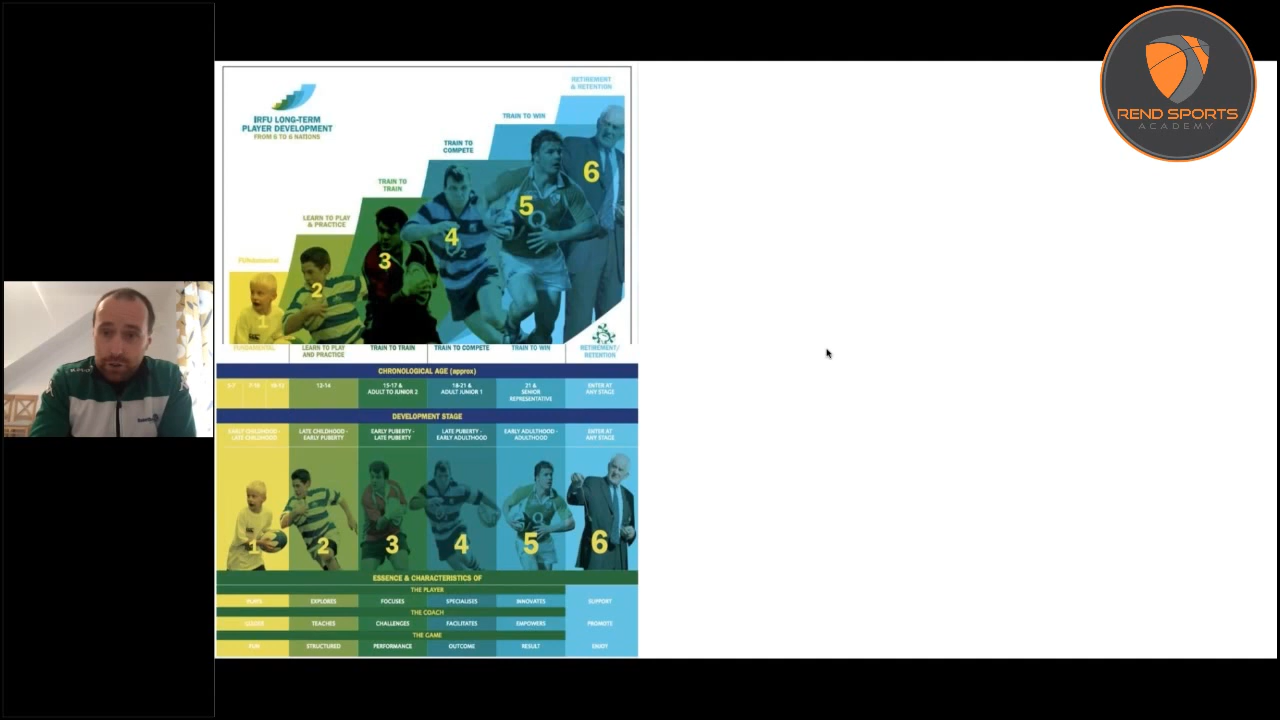 REND SPORTS
ACADEMY
IRFU LONG-TERM
PLAYER DEVELOPMENT
FROM 6 TO 6 NATIONS
RETIREMENT
& RETENTION
TRAIN TO WIN
TRAIN TO
COMPETE
TRAIN TO
TRAIN
LEARN TO PLAY
& PRACTICE
FUNdamental
1
2
3
4
5
6
FUNDAMENTAL
LEARN TO PLAY
AND PRACTICE
TRAIN TO TRAIN
TRAIN TO COMPETE
TRAIN TO WIN
RETIREMENT/
RETENTION
CHRONOLOGICAL AGE (approx)
12-14
15-17 &
ADULT TO JUNIOR 2
18-21 &
ADULT JUNIOR 1
21 &
SENIOR
REPRESENTATIVE
ENTER AT
ANY STAGE
DEVELOPMENT STAGE
EARLY CHILDHOOD -
LATE CHILDHOOD
LATE CHILDHOOD -
EARLY PUBERTY
EARLY PUBERTY -
LATE PUBERTY
LATE PUBERTY -
EARLY ADULTHOOD
EARLY ADULTHOOD -
ADULTHOOD
ENTER AT
ANY STAGE
1
2
3
4
5
6
ESSENCE & CHARACTERISTICS OF
THE PLAYER
PLAYS
EXPLORES
FOCUSES
SPECIALISES
INNOVATES
SUPPORT
THE COACH
GUIDES
TEACHES
CHALLENGES
FACILITATES
EMPOWERS
PROMOTE
THE GAME
FUN
STRUCTURED
PERFORMANCE
OUTCOME
RESULT
ENJOY